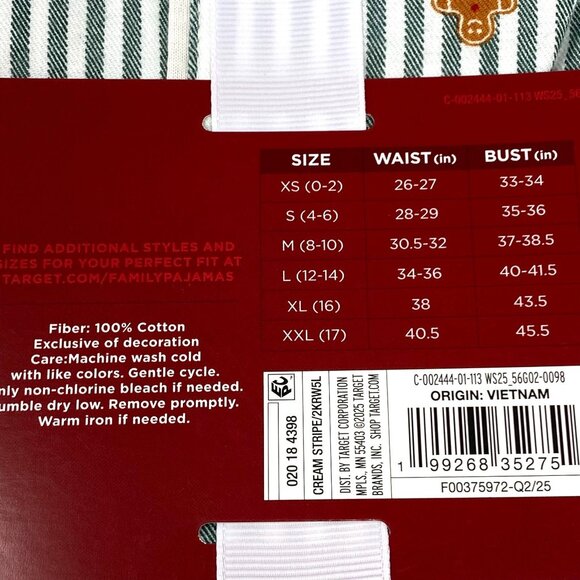 C-002444-01-113 WS25_56
SIZE WAIST (in) BUST (in)
XS (0-2) 26-27 33-34
S (4-6) 28-29 35-36
M (8-10) 30.5-32 37-38.5
L (12-14) 34-36 40-41.5
XL (16) 38 43.5
XXL (17) 40.5 45.5
FIND ADDITIONAL STYLES AND
SIZES FOR YOUR PERFECT FIT AT
TARGET.COM/FAMILYPAJAMAS
Fiber: 100% Cotton
Exclusive of decoration
Care:Machine wash cold
with like colors. Gentle cycle.
nly non-chlorine bleach if needed.
umble dry low. Remove promptly.
Warm iron if needed.
020 18 4398
CREAM STRIPE/2KRW5L
DIST. BY TARGET CORPORATION
MPLS., MN 55403 ©2025 TARGET
BRANDS, INC. SHOP TARGET.COM
C-002444-01-113 WS25_56G02-0098
ORIGIN: VIETNAM
1 99268 35275
F00375972-Q2/25